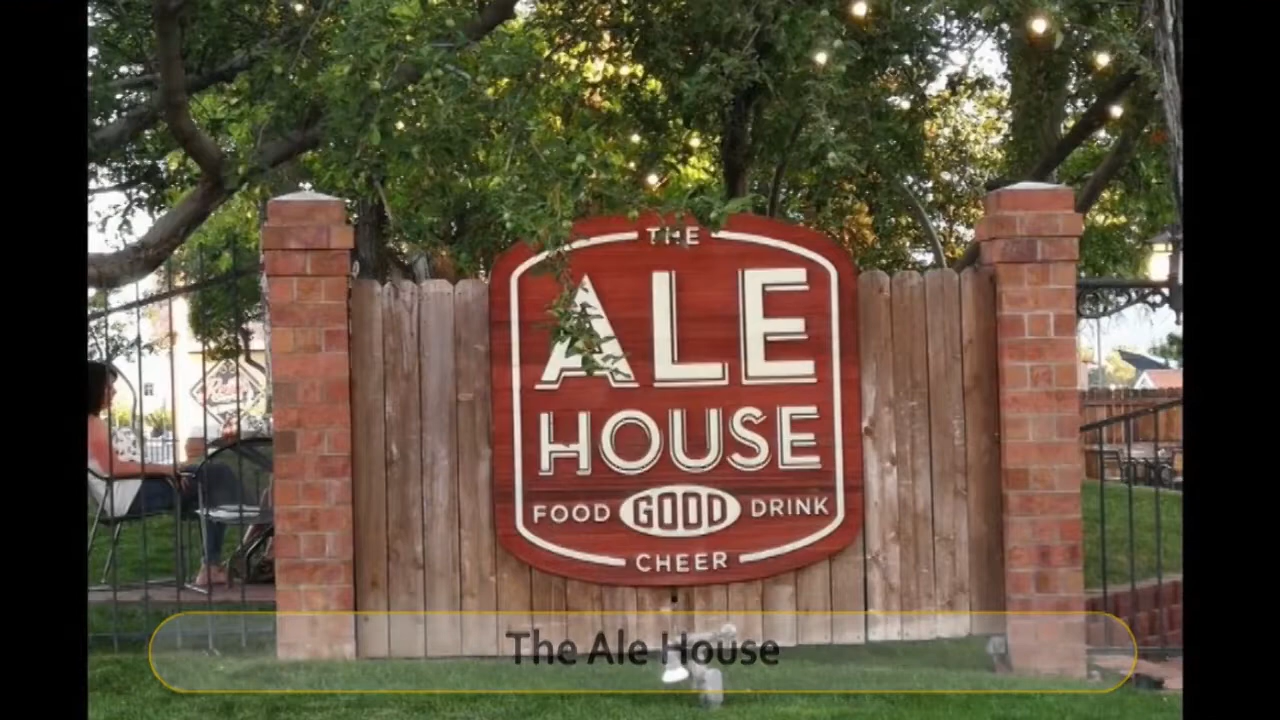 THE
ALE
HOUSE
FOOD GOOD DRINK
CHEER
The Ale House